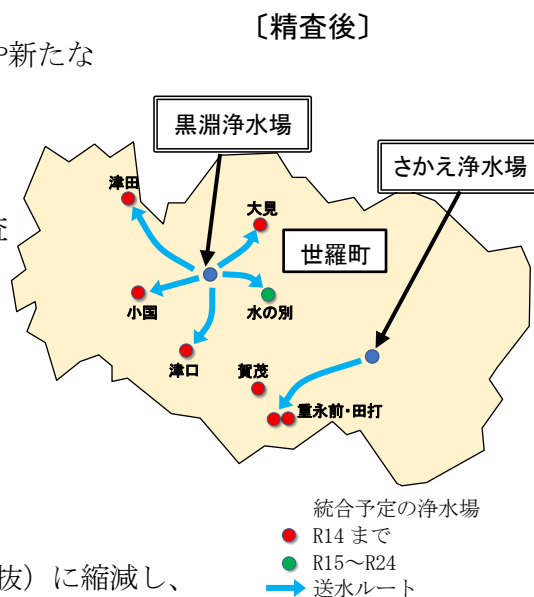 〔精査後〕
や新たな
黒淵浄水場
さかえ浄水場
津田
大見
査
世羅町
小国
水の別
津口
賀茂
重永前・田打
統合予定の浄水場
R14 まで
R15～R24
送水ルート
抜）に縮減し、